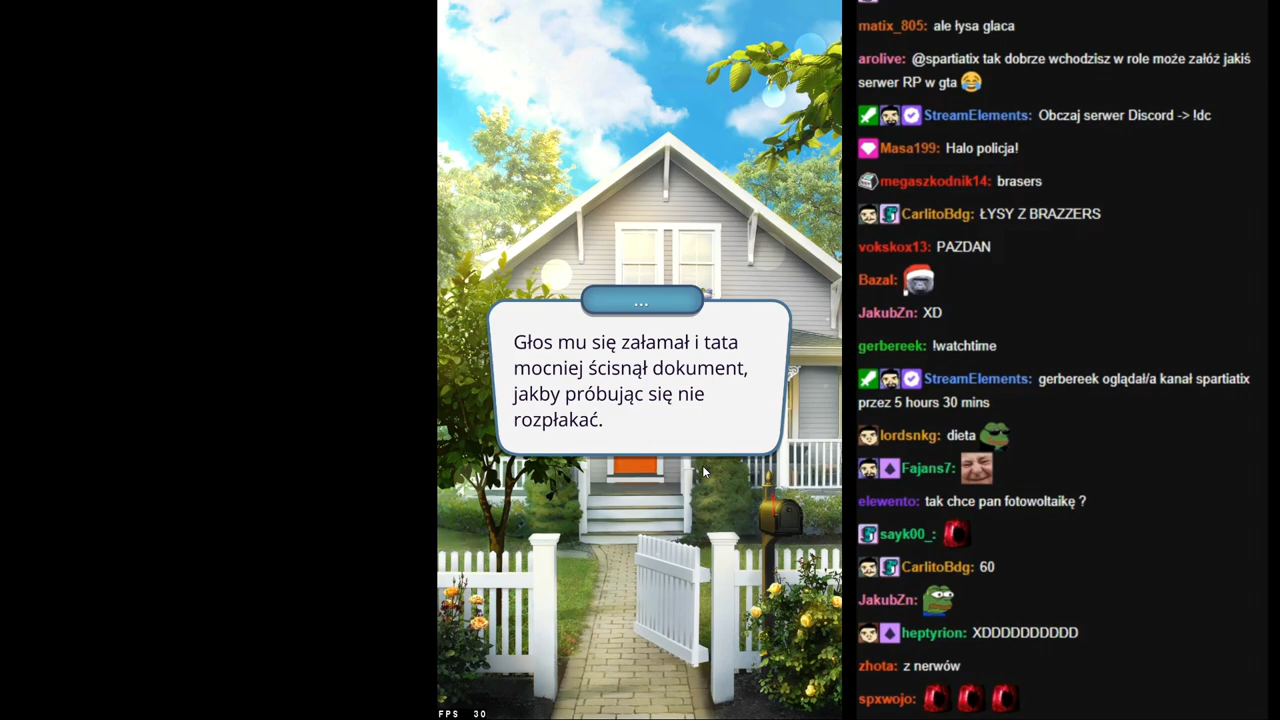 ...
Głos mu się załamał i tata
mocniej ścisnął dokument,
jakby próbując się nie
rozpłakać.
FPS 30
matix_805: ale łysa glaca
arolive: @spartiatix tak dobrze wchodzisz w role może załóż jakiś
serwer RP w gta
StreamElements: Obczaj serwer Discord -> !dc
Masa199: Halo policja!
megaszkodnik14: brasers
CarlitoBdg: ŁYSY Z BRAZZERS
vokskox13: PAZDAN
Bazal:
JakubZn: XD
gerbereek: !watchtime
StreamElements: gerbereek oglądał/a kanał spartiatix
przez 5 hours 30 mins
lordsnkg: dieta
Fajans7:
elewento: tak chce pan fotowoltaikę ?
sayk00_:
CarlitoBdg: 60
JakubZn:
heptyrion: XDDDDDDDDDD
zhota: z nerwów
spxwojo: